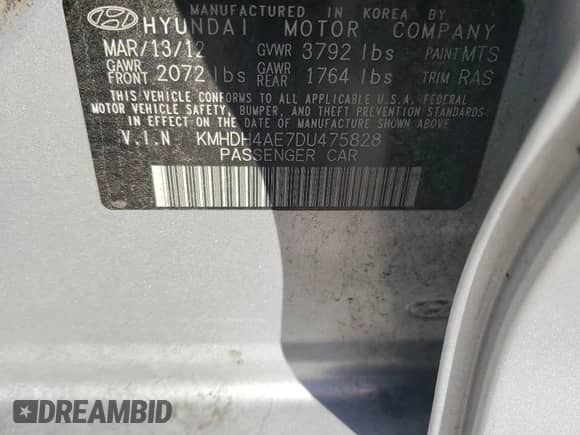 MANUFACTURED IN KOREA BY
HYUNDAI MOTOR COMPANY
MAR/13/12 GVWR 3792 lbs PAINT MTS
GAWR FRONT 2072 lbs GAWR REAR 1764 lbs TRIM RAS
THIS VEHICLE CONFORMS TO ALL APPLICABLE U.S.A. FEDERAL
MOTOR VEHICLE SAFETY, BUMPER, AND THEFT PREVENTION STANDARDS
IN EFFECT ON THE DATE OF MANUFACTURE SHOWN ABOVE.
V.I.N KMHDH4AE7DU475828
PASSENGER CAR
DREAMBID